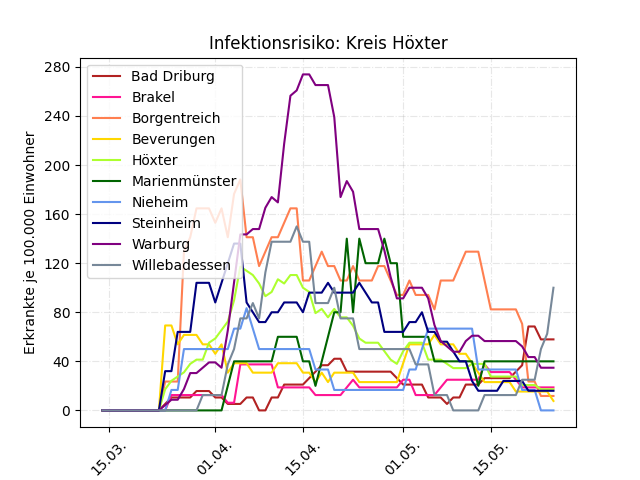 Infektionsrisiko: Kreis Höxter
Erkrankte je 100.000 Einwohner
280
240
200
160
120
80
40
0
Bad Driburg
Brakel
Borgentreich
Beverungen
Höxter
Marienmünster
Nieheim
Steinheim
Warburg
Willebadessen
15.03.
01.04.
15.04.
01.05.
15.05.